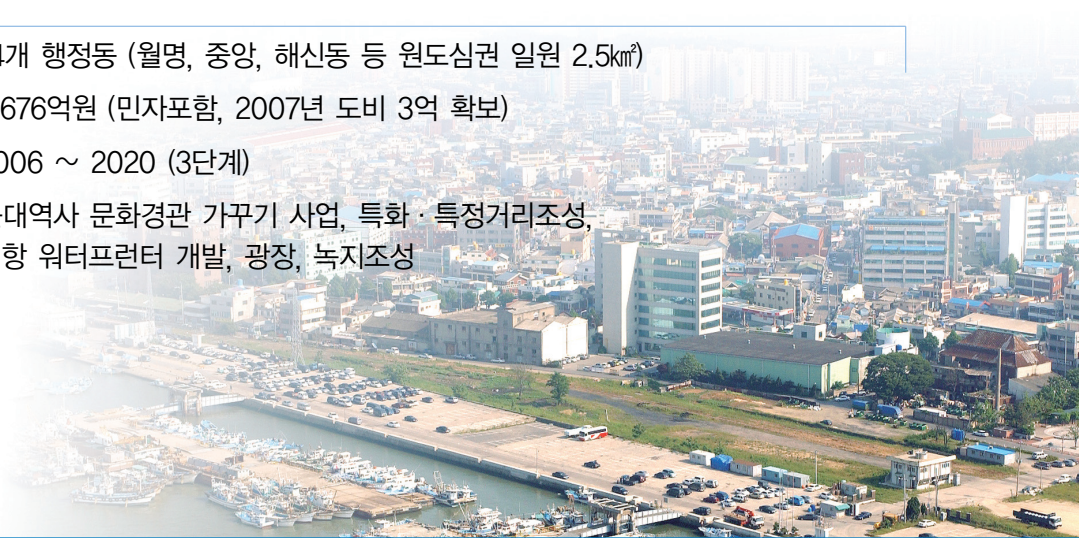 개 행정동 (월명, 중앙, 해신동 등 원도심권 일원 2.5㎢)
676억원 (민자포함, 2007년 도비 3억 확보)
006 ~ 2020 (3단계)
대역사 문화경관 가꾸기 사업, 특화·특정거리조성,
항 워터프런터 개발, 광장, 녹지조성